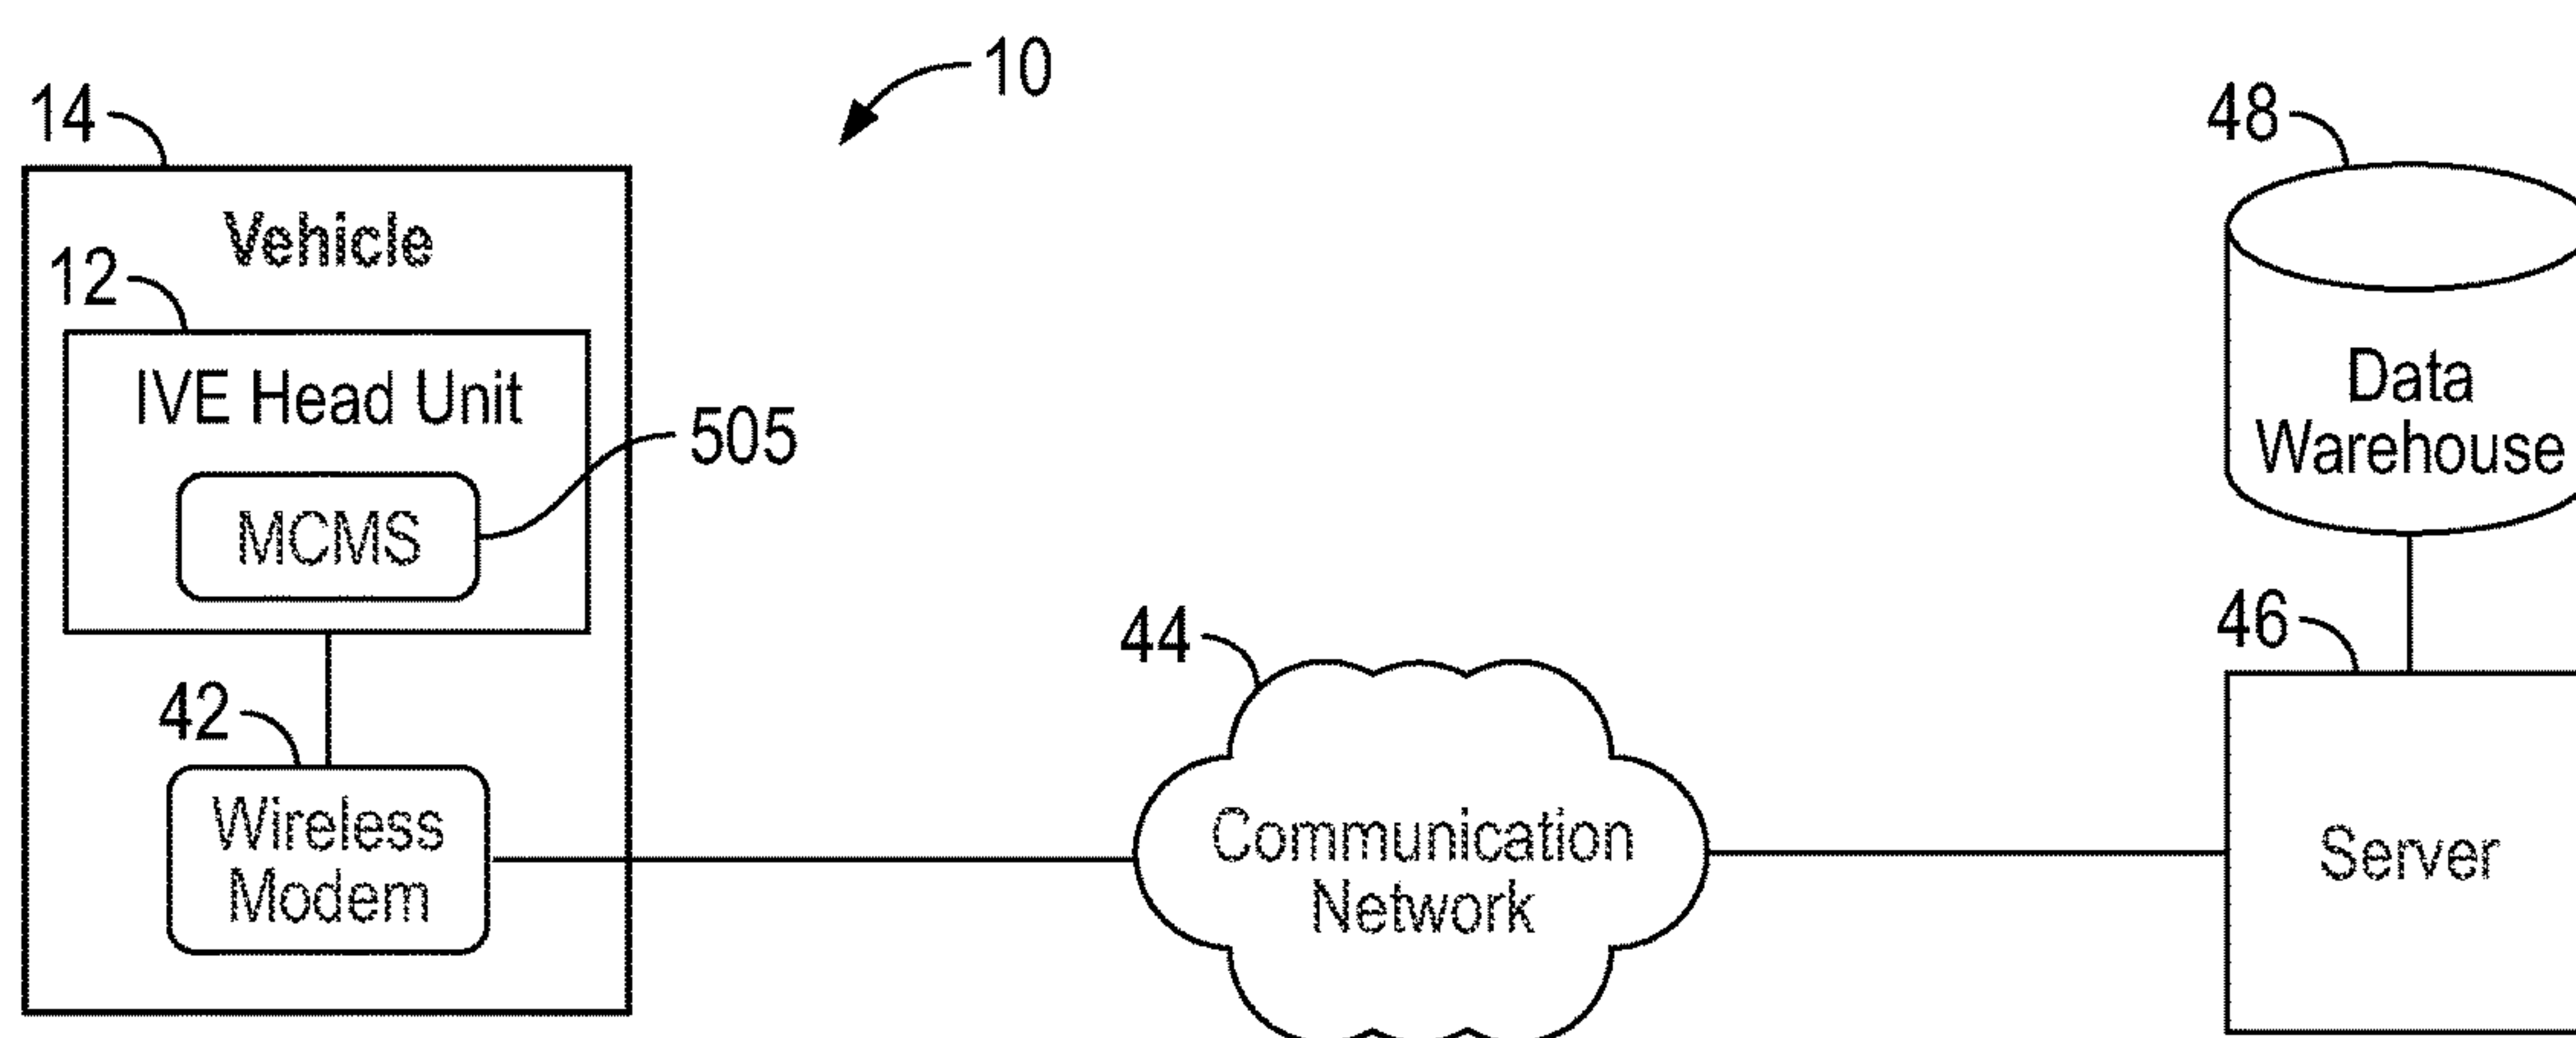 10
14
Vehicle
12
IVE Head Unit
505
MCMS
42
Wireless
Modem
44
Communication
Network
48
Data
Warehouse
46
Server